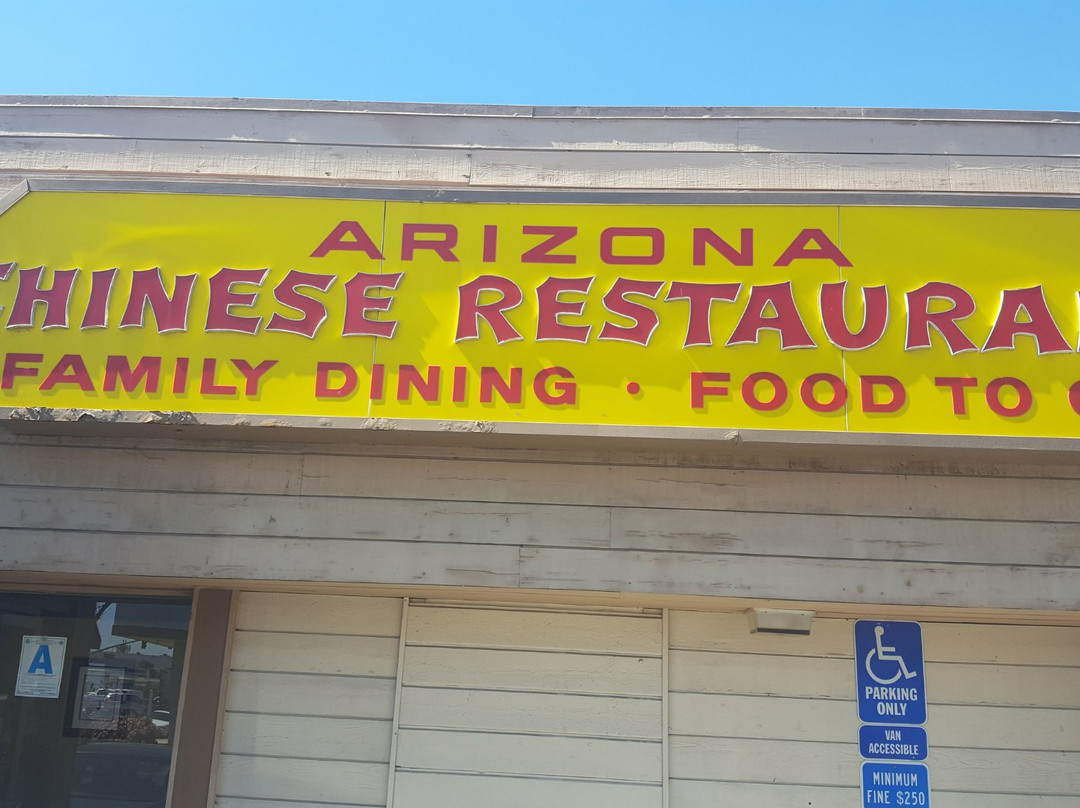 ARIZONA
CHINESE RESTAURA
FAMILY DINING · FOOD TO
A
PARKING
ONLY
VAN
ACCESSIBLE
MINIMUM
FINE $250